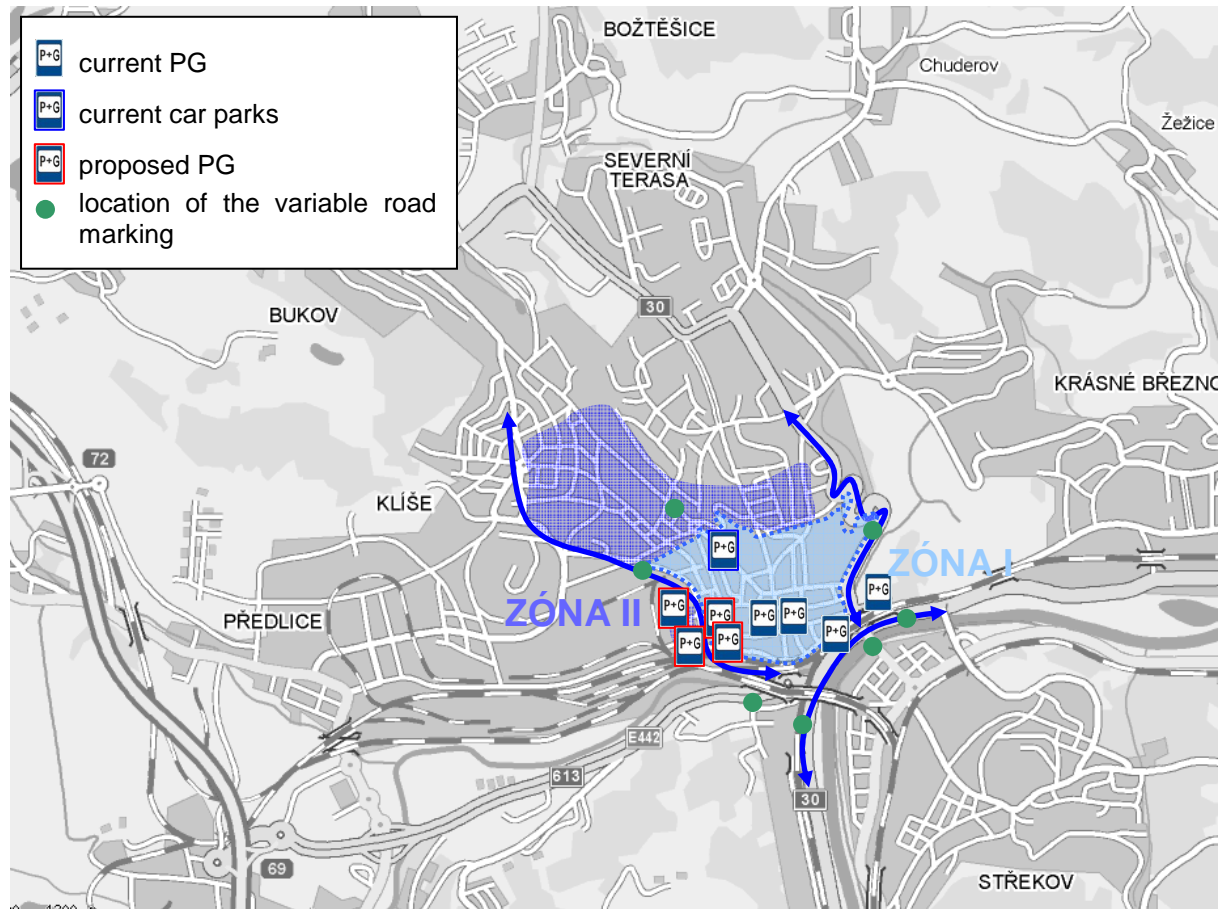 P+G current PG
P+G current car parks
P+G proposed PG
location of the variable road
marking
BOŽTĚŠICE
Chuderov
Žežice
SEVERNÍ
TERASA
30
BUKOV
KRÁSNÉ BŘEZNO
72
KLÍŠE
P+G
ZÓNA I
P+G
P+G
P+G
P+G
P+G
ZÓNA II
PŘEDLICE
P+G
P+G
P+G
E442
613
30
69
STŘEKOV